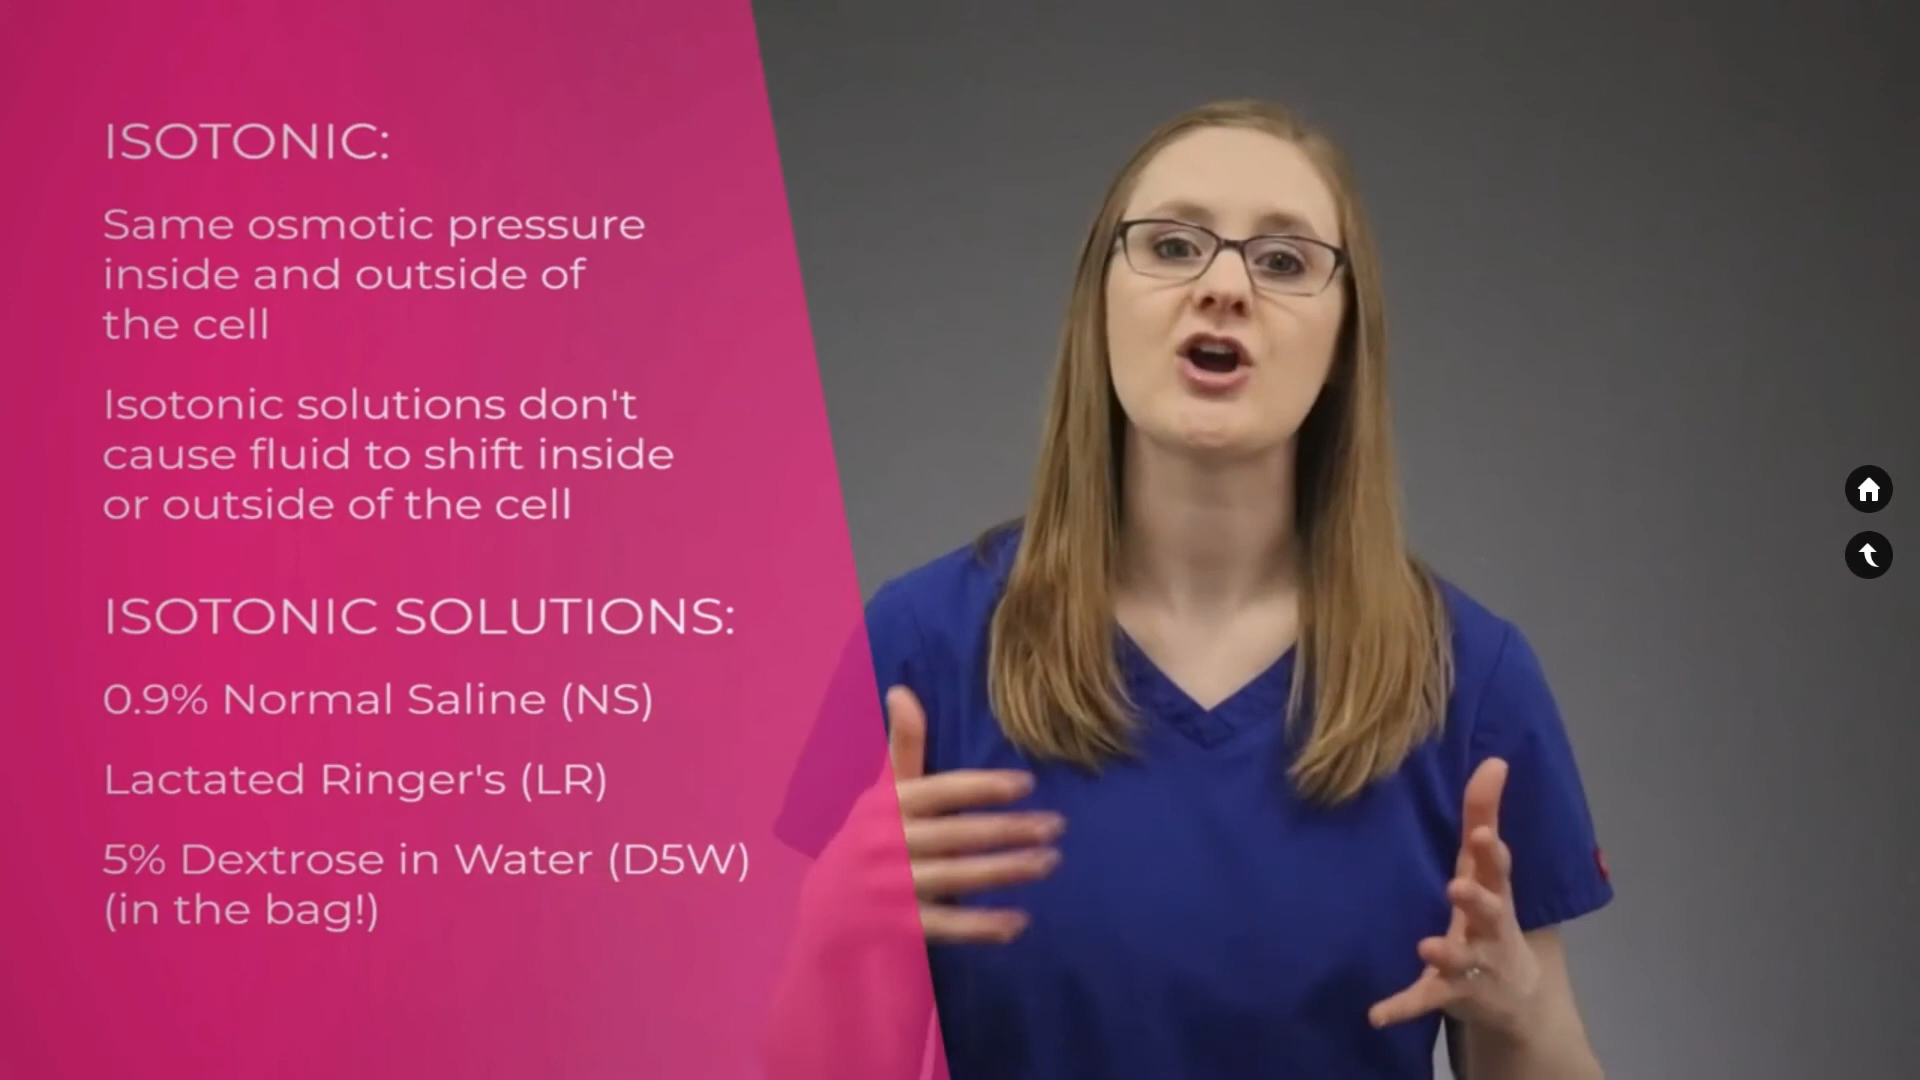 ISOTONIC:
Same osmotic pressure
inside and outside of
the cell
Isotonic solutions don't
cause fluid to shift inside
or outside of the cell
ISOTONIC SOLUTIONS:
0.9% Normal Saline (NS)
Lactated Ringer's (LR)
5% Dextrose in Water (D5W)
(in the bag!)